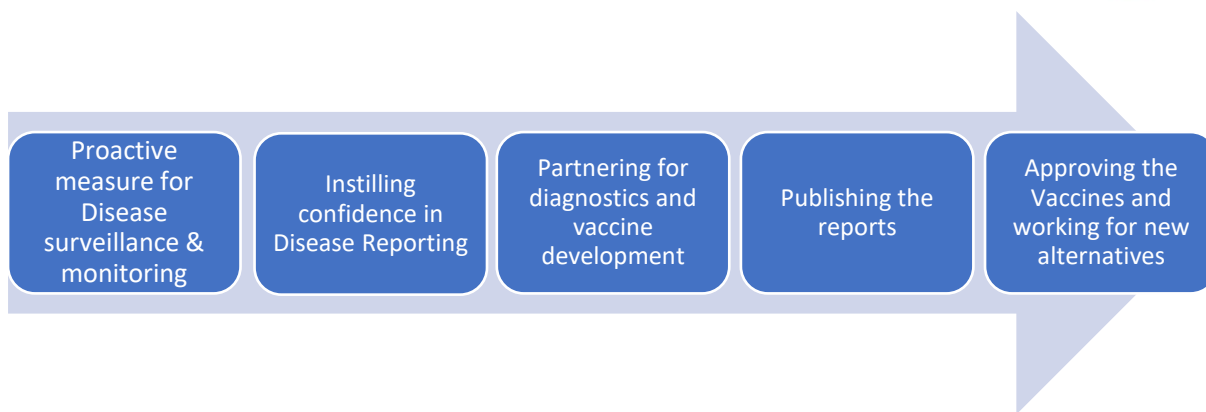 Proactive
measure for
Disease
surveillance &
monitoring
Instilling
confidence in
Disease Reporting
Partnering for
diagnostics and
vaccine
development
Publishing the
reports
Approving the
Vaccines and
working for new
alternatives